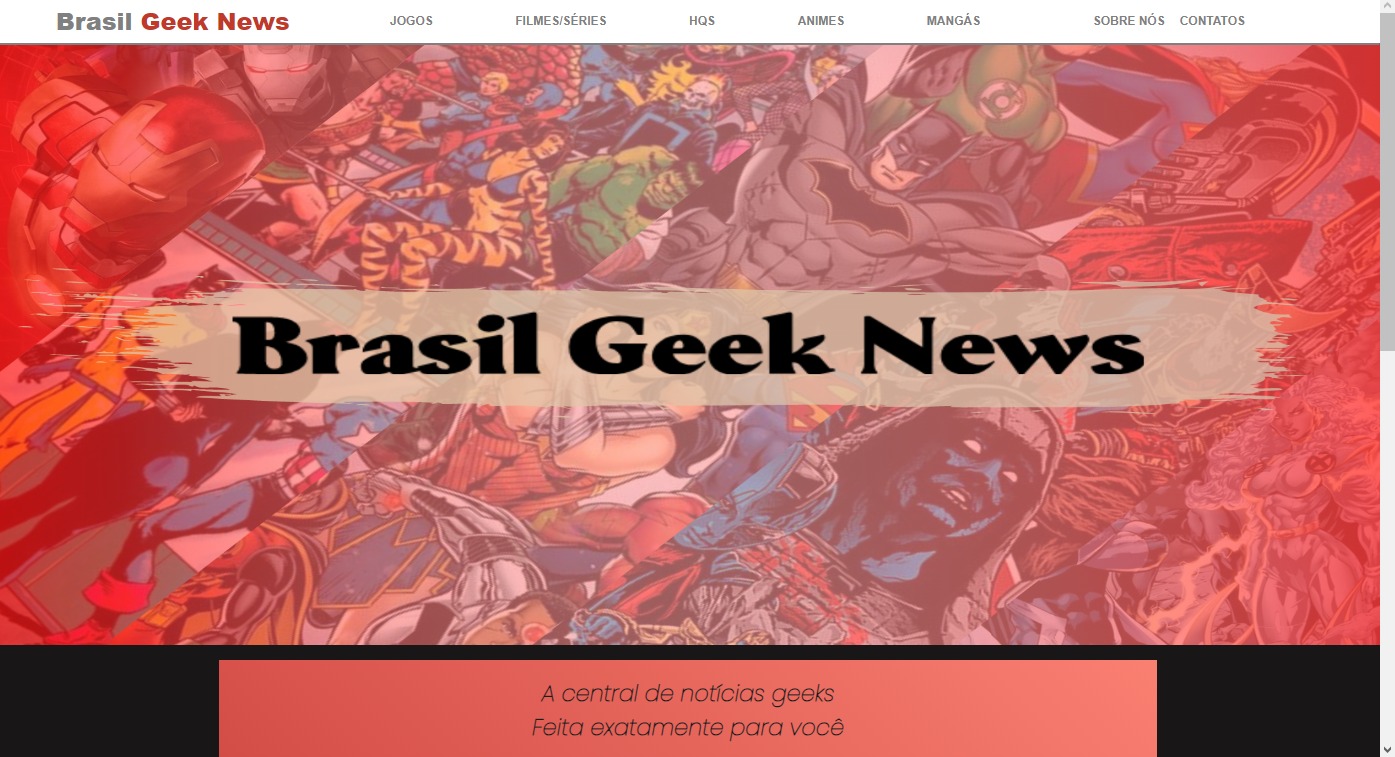 Brasil Geek News
JOGOS
FILMES/SÉRIES
HQS
ANIMES
MANGÁS
SOBRE NÓS
CONTATOS
Brasil Geek News
A central de notícias geeks
Feita exatamente para você